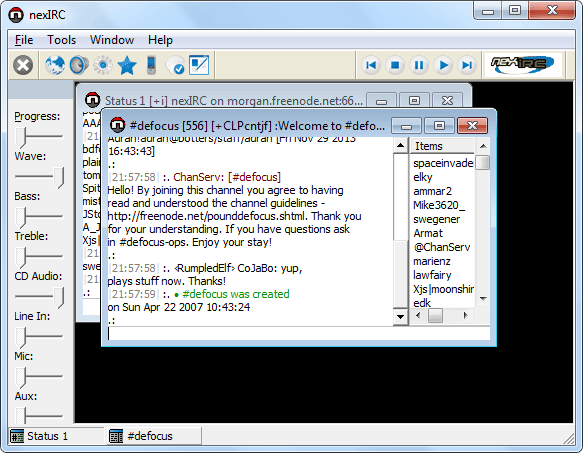 nexIRC
File Tools Window Help
nexIRC
Progress:
Wave:
Bass:
Treble:
CD Audio:
Line In:
Mic:
Aux:
Status 1 [+i] nexIRC on morgan.freenode.net:66...
AAA
|21
bdf
plain
tom
Spit
mist
JSto
A_J
Xjs|
|21
swe
.:
#defocus [556] [+CLPcntjf] :Welcome to #defo...
Adran!adran@botters/staff/adran [Fri Nov 29 2013
16:43:43]
.:
|21:57:58| :. ChanServ: [#defocus]
Hello! By joining this channel you agree to having
read and understood the channel guidelines -
http://freenode.net/pounddefocus.shtml. Thank you
for your understanding. If you have questions ask
in #defocus-ops. Enjoy your stay!
.:
|21:57:58| :. ‹RumpledElf› CoJaBo: yup,
plays stuff now. Thanks!
|21:57:59| :. • #defocus was created
on Sun Apr 22 2007 10:43:24
.:
Items
spaceinvade
elky
ammar2
Mike3620_
swegener
Armat
@ChanServ
marienz
lawfairy
Xjs|moonshin
edk
Status 1
#defocus